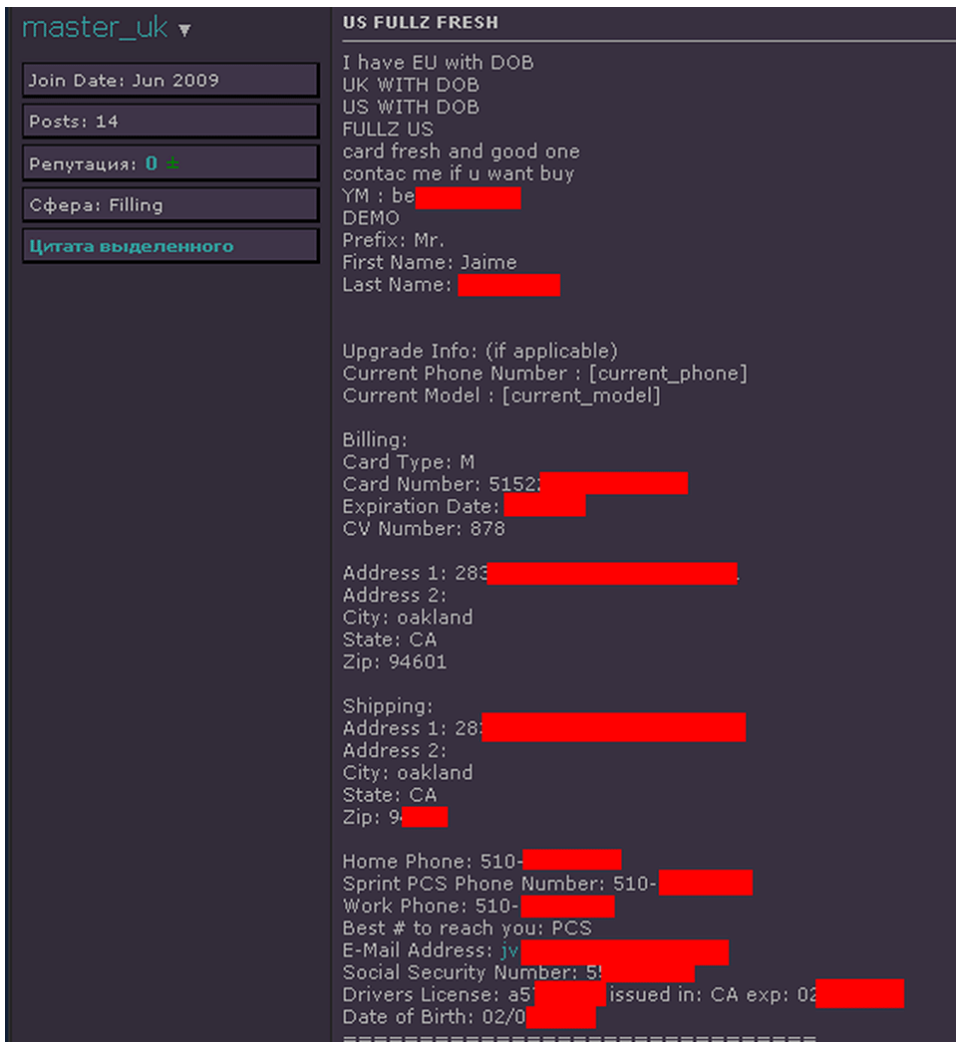 master_uk ▼
Join Date: Jun 2009
Posts: 14
Репутация: 0 ±
Сфера: Filling
Цитата выделенного
US FULLZ FRESH
I have EU with DOB
UK WITH DOB
US WITH DOB
FULLZ US
card fresh and good one
contac me if u want buy
YM : be
DEMO
Prefix: Mr.
First Name: Jaime
Last Name:
Upgrade Info: (if applicable)
Current Phone Number : [current_phone]
Current Model : [current_model]
Billing:
Card Type: M
Card Number: 5152
Expiration Date:
CV Number: 878
Address 1: 283
Address 2:
City: oakland
State: CA
Zip: 94601
Shipping:
Address 1: 28
Address 2:
City: oakland
State: CA
Zip: 9
Home Phone: 510-
Sprint PCS Phone Number: 510-
Work Phone: 510-
Best # to reach you: PCS
E-Mail Address: jv
Social Security Number: 5
Drivers License: a5 issued in: CA exp: 02
Date of Birth: 02/0
===============================